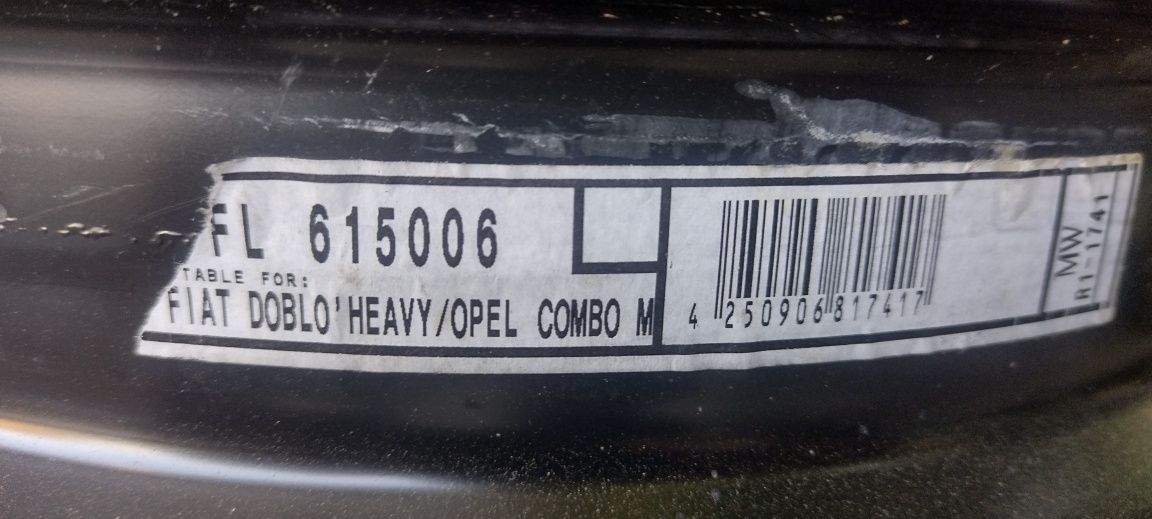 FL 615006
TABLE FOR:
FIAT DOBLO'HEAVY/OPEL COMBO M
4 250906 817417
MW
R1-1741